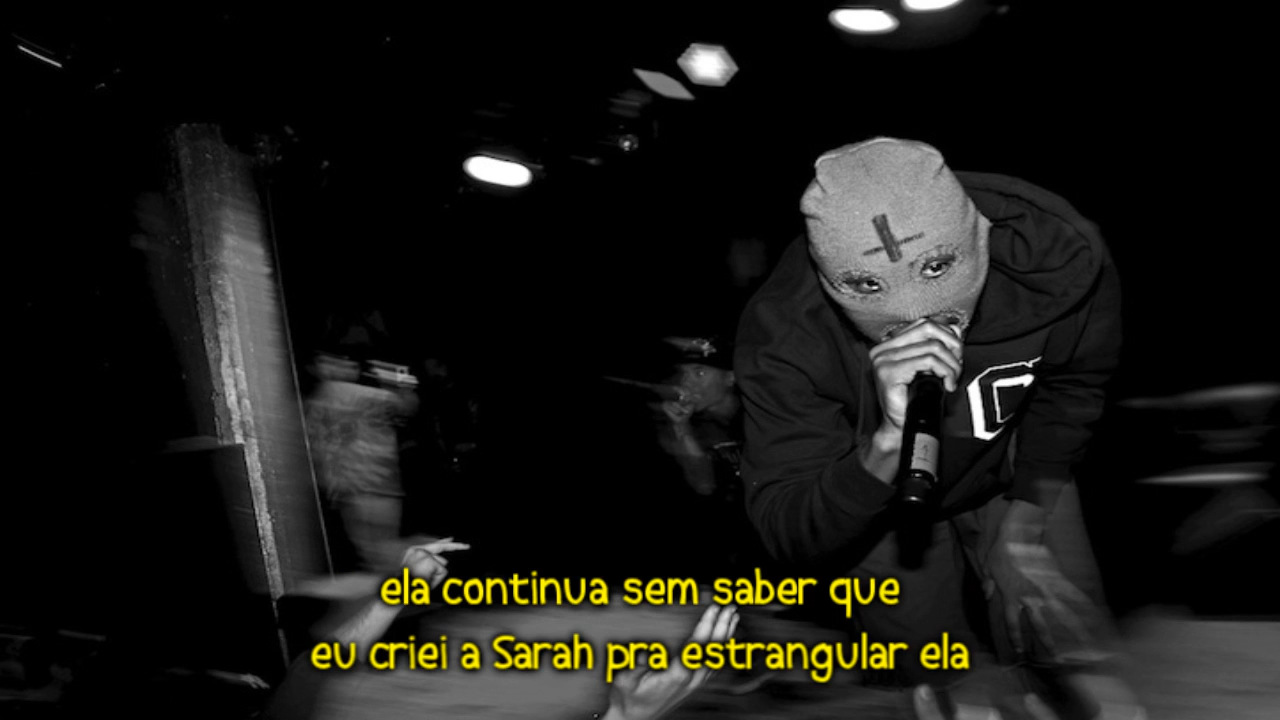 ela continua sem saber que
eu criei a Sarah pra estrangular ela